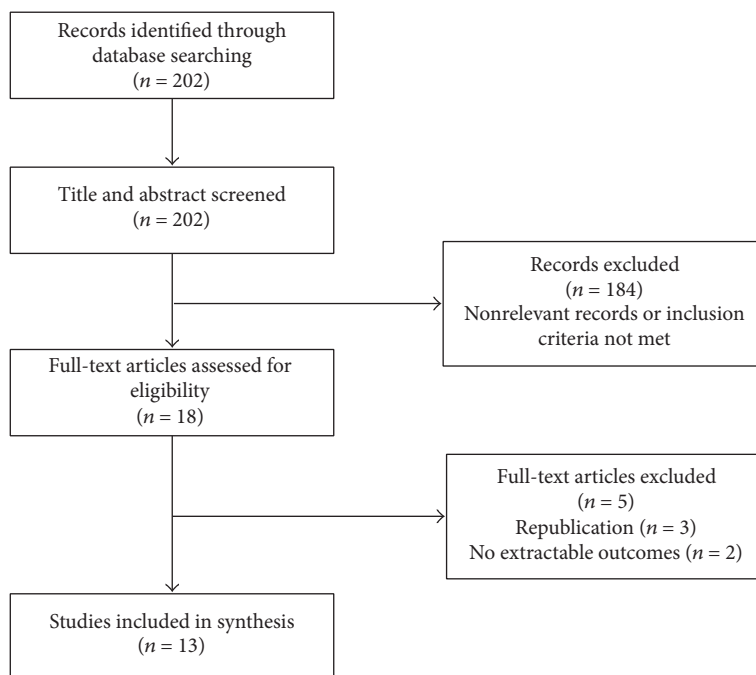 Records identified through
database searching
(n = 202)
Title and abstract screened
(n = 202)
Records excluded
(n = 184)
Nonrelevant records or inclusion
criteria not met
Full-text articles assessed for
eligibility
(n = 18)
Full-text articles excluded
(n = 5)
Republication (n = 3)
No extractable outcomes (n = 2)
Studies included in synthesis
(n = 13)